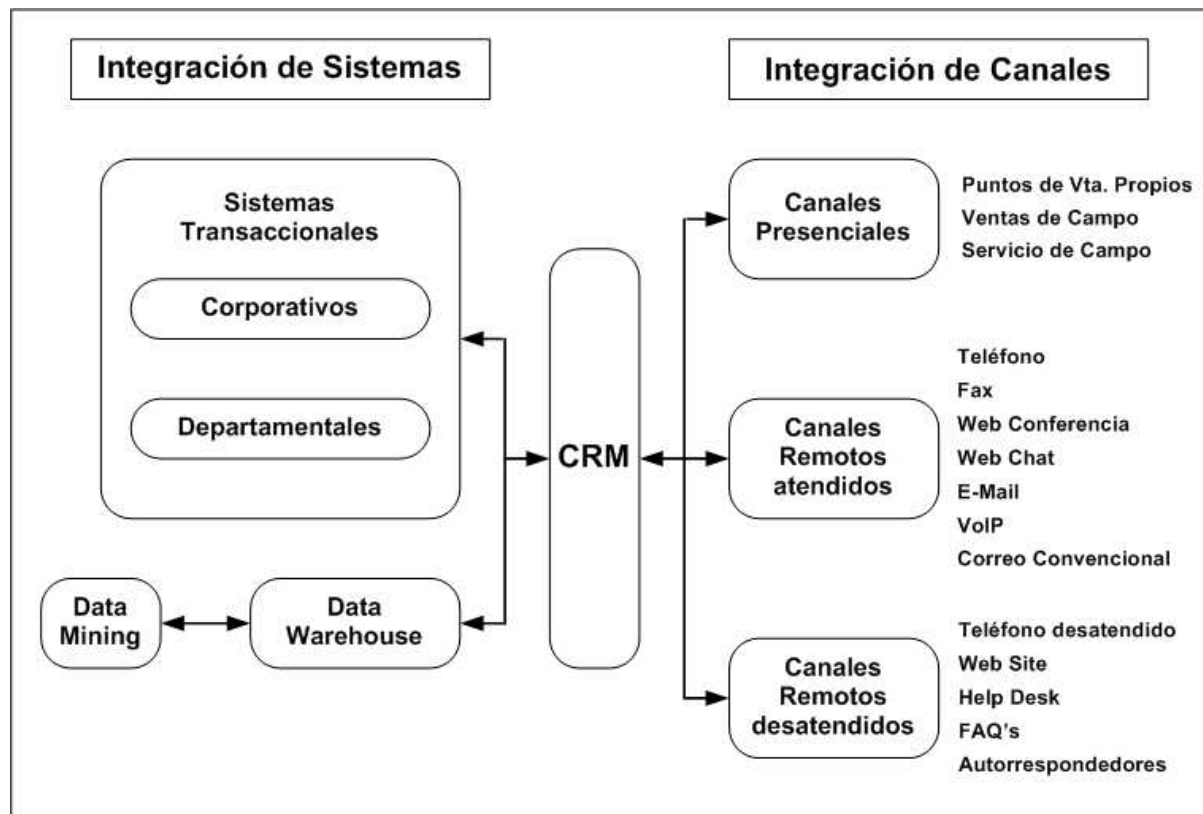 Integración de Sistemas
Integración de Canales
Sistemas
Transaccionales
Corporativos
Departamentales
Data
Mining
Data
Warehouse
CRM
Canales
Presenciales
Puntos de Vta. Propios
Ventas de Campo
Servicio de Campo
Canales
Remotos
atendidos
Teléfono
Fax
Web Conferencia
Web Chat
E-Mail
VoIP
Correo Convencional
Canales
Remotos
desatendidos
Teléfono desatendido
Web Site
Help Desk
FAQ's
Autorrespondedores